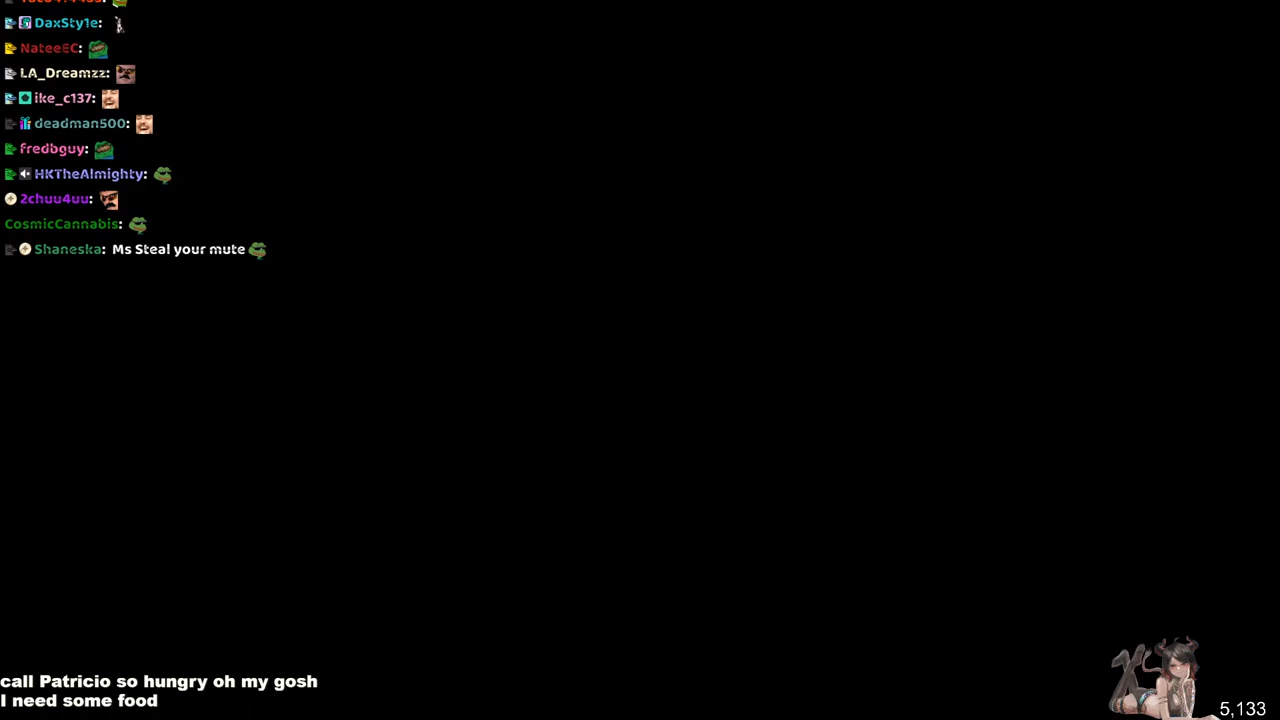 DaxSty1e:
NateeEC:
LA_Dreamzz:
ike_c137:
deadman500:
fredbguy:
HKTheAlmighty:
2chuu4uu:
CosmicCannabis:
Shaneska: Ms Steal your mute
call Patricio so hungry oh my gosh
I need some food
5,133